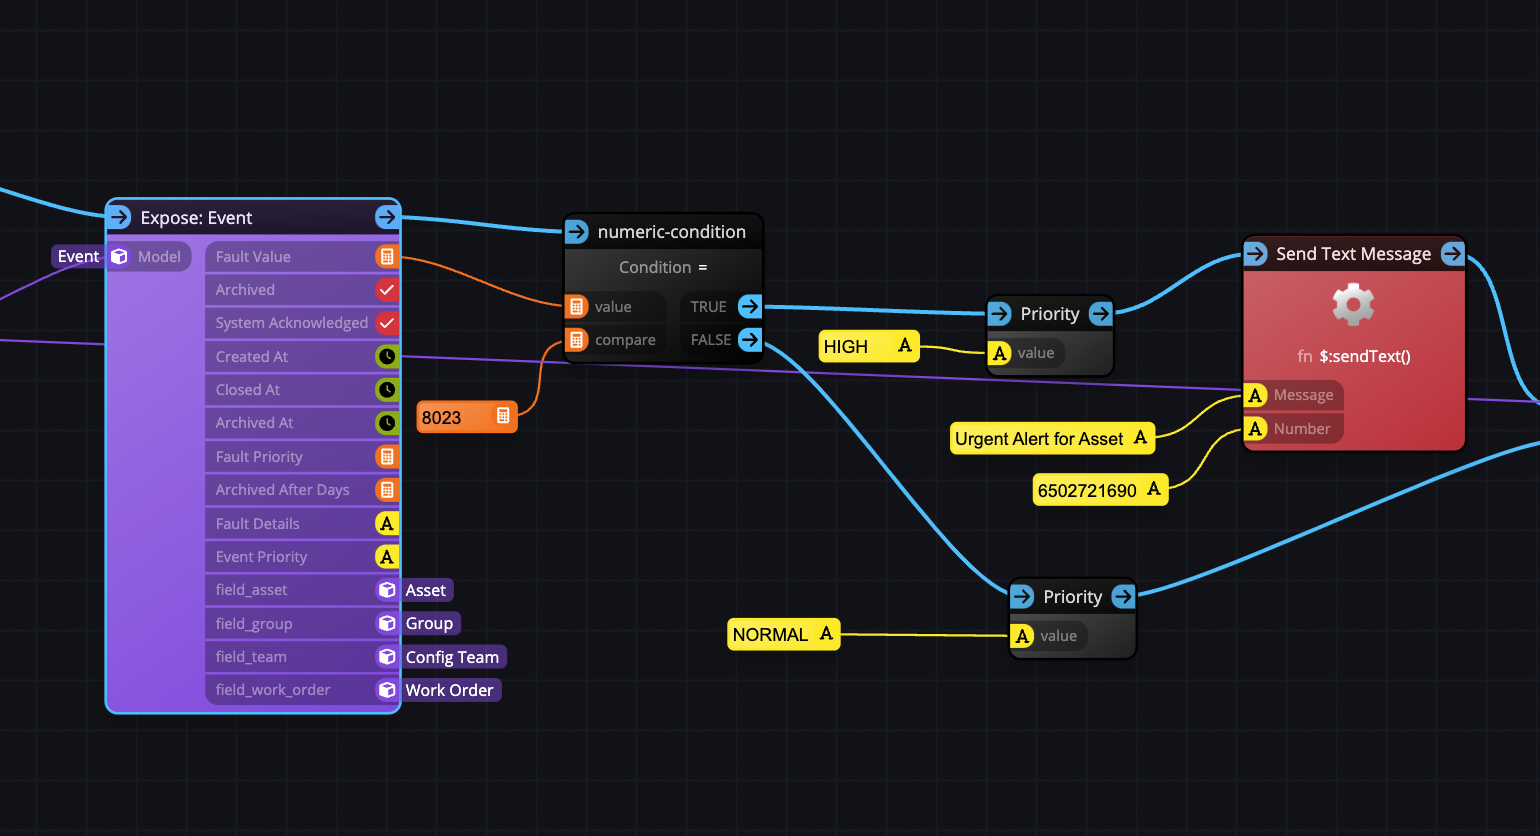 Expose: Event
Event
Model
Fault Value
Archived
System Acknowledged
Created At
Closed At
Archived At
Fault Priority
Archived After Days
Fault Details
Event Priority
field_asset
Asset
field_group
Group
field_team
Config Team
field_work_order
Work Order
8023
numeric-condition
Condition =
value
TRUE
compare
FALSE
HIGH
Priority
value
Urgent Alert for Asset A
6502721690 A
Send Text Message
fn $:sendText()
Message
Number
NORMAL
Priority
value